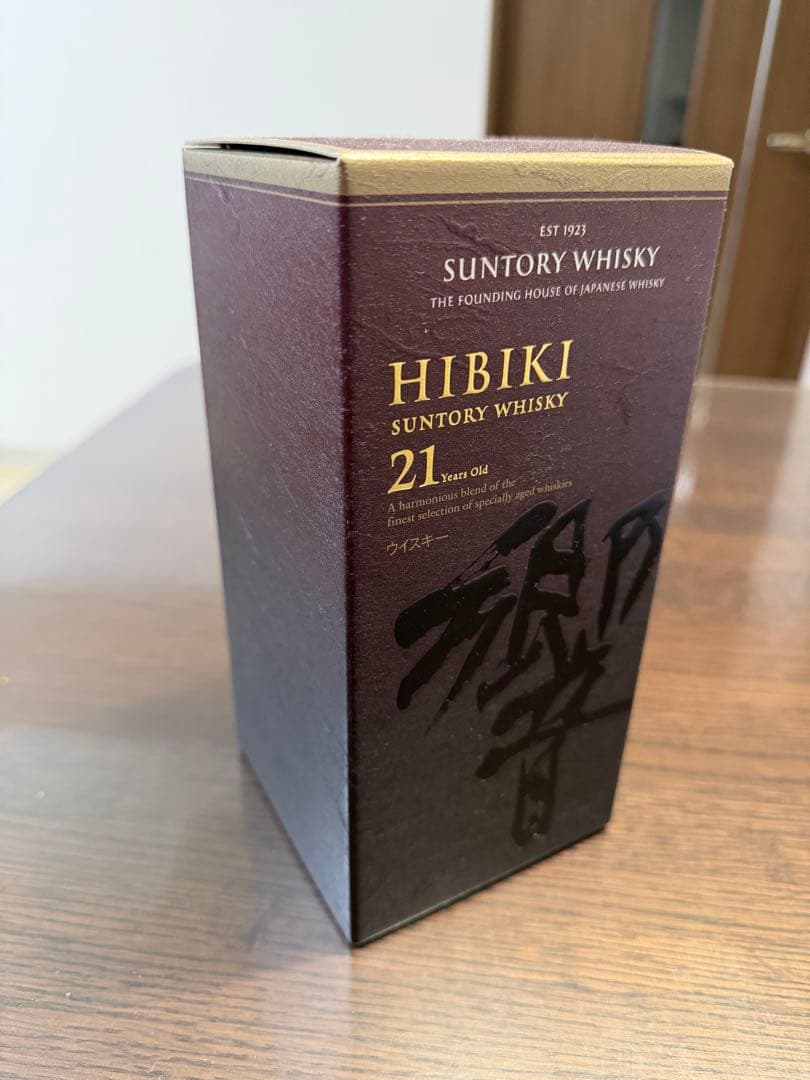 EST 1923
SUNTORY WHISKY
THE FOUNDING HOUSE OF JAPANESE WHISKY
HIBIKI
SUNTORY WHISKY
21 Years Old
A harmonious blend of the
finest selection of specially aged whiskies
ウイスキー
響